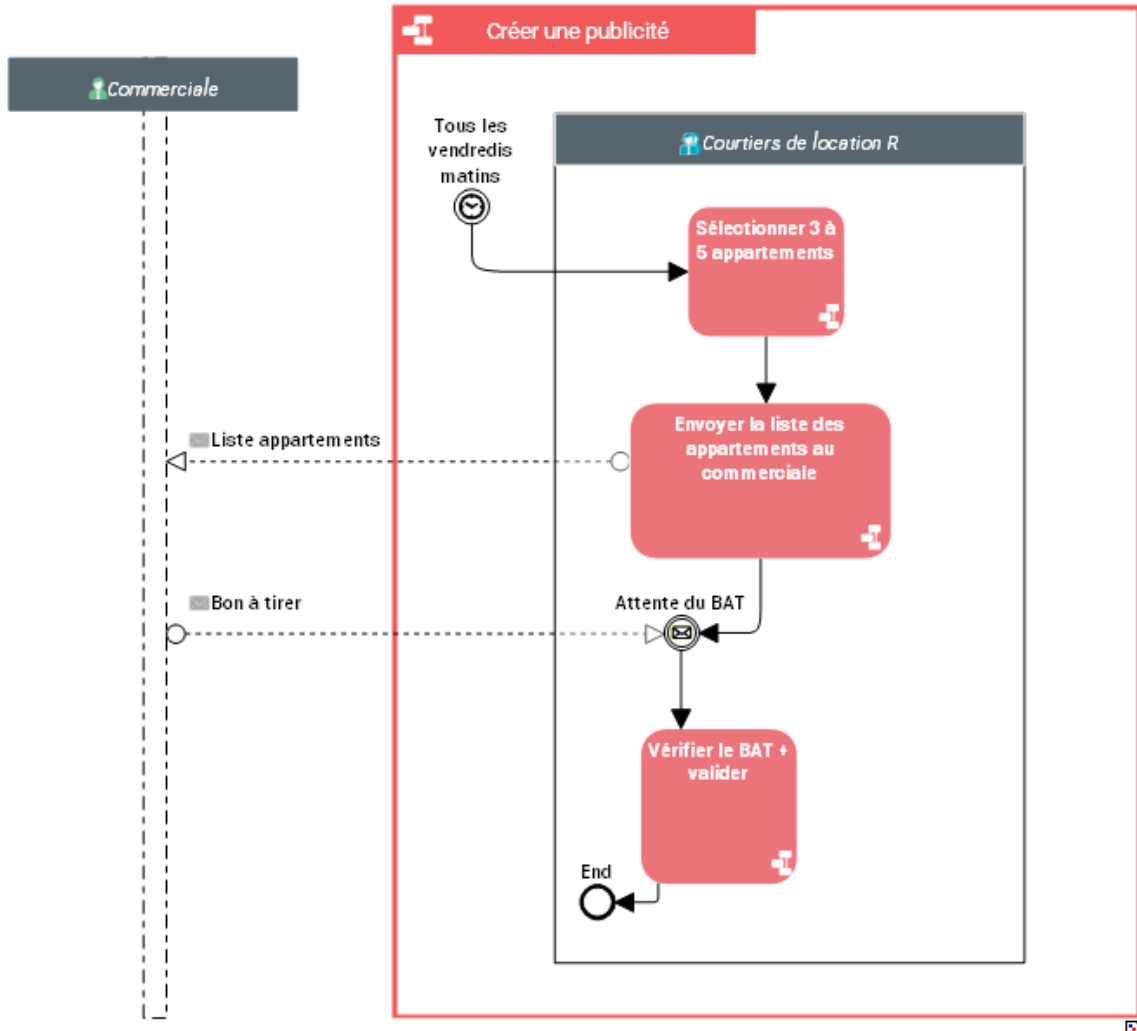 Créer une publicité
Commerciale
Tous les
vendredis
matins
Courtiers de location R
Sélectionner 3 à
5 appartements
Envoyer la liste des
appartements au
commerciale
Liste appartements
Bon à tirer
Attente du BAT
Vérifier le BAT +
valider
End